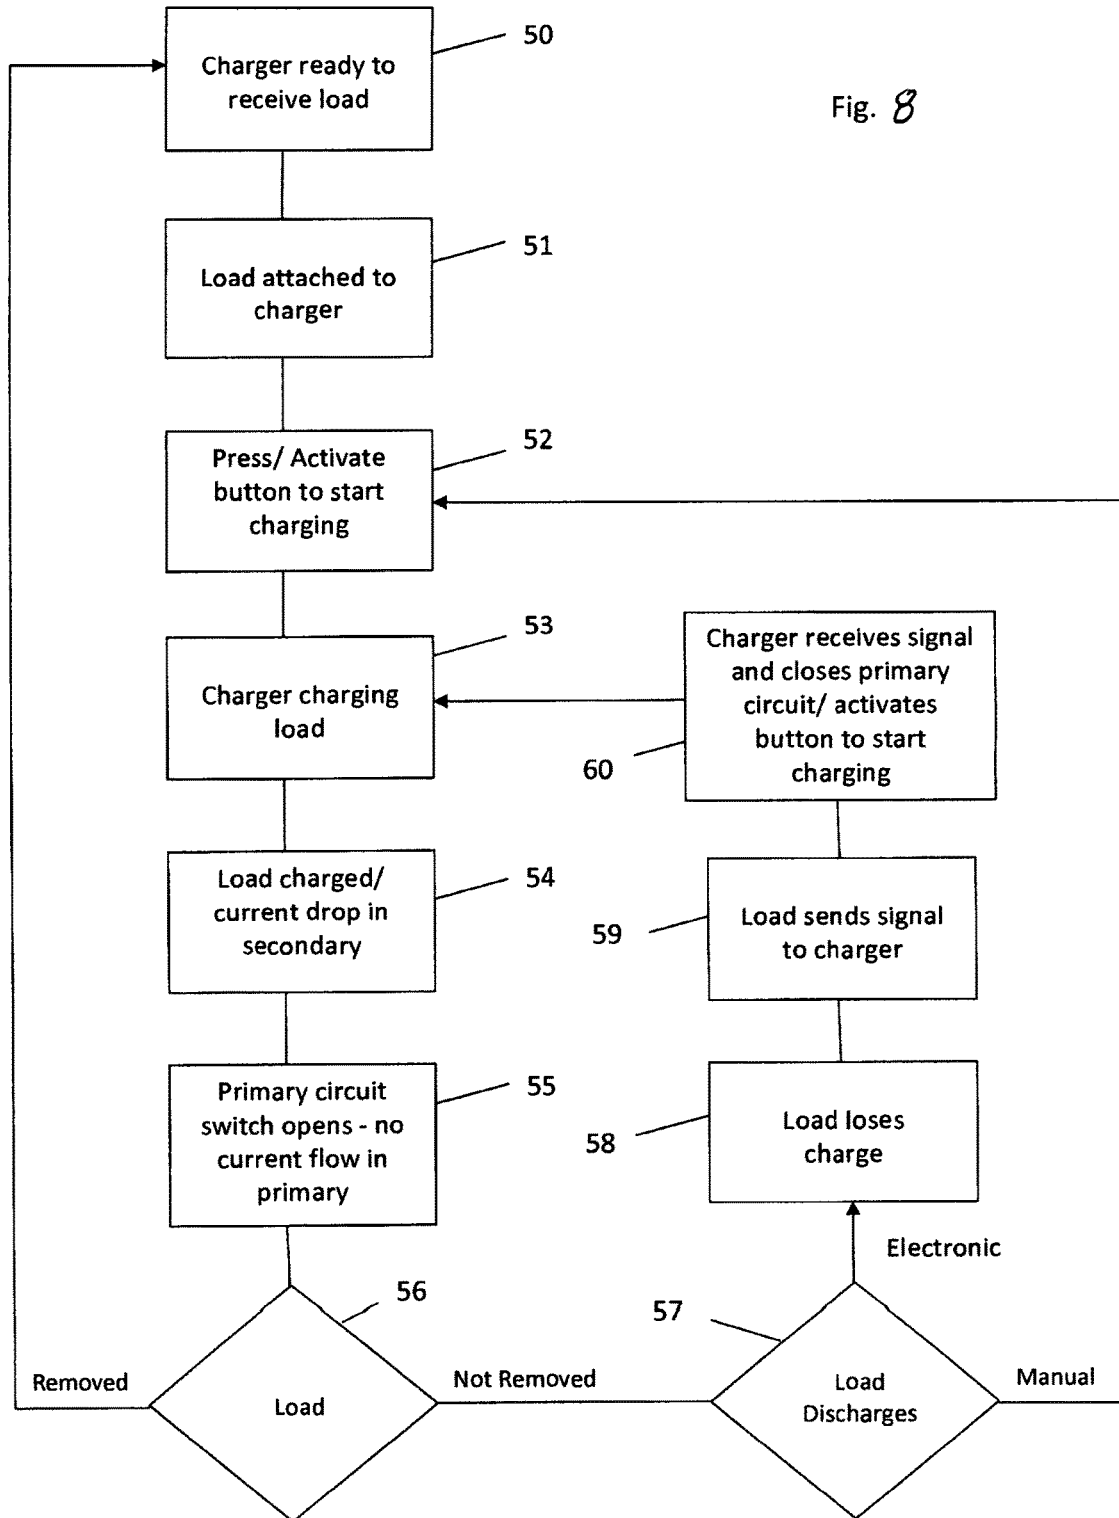 50
Charger ready to
receive load
Fig. 8
51
Load attached to
charger
52
Press/ Activate
button to start
charging
53
Charger charging
load
Charger receives signal
and closes primary
circuit/ activates
button to start
charging
60
54
Load charged/
current drop in
secondary
59
Load sends signal
to charger
55
Primary circuit
switch opens - no
current flow in
primary
58
Load loses
charge
Electronic
56
57
Removed
Load
Not Removed
Load
Discharges
Manual